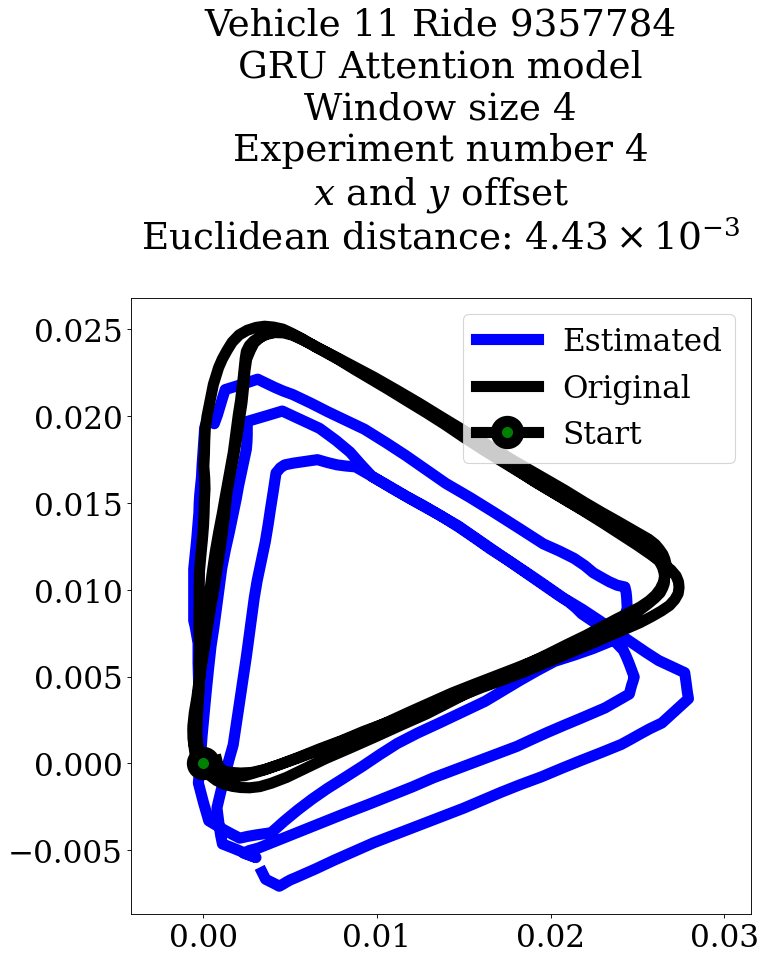 Vehicle 11 Ride 9357784
GRU Attention model
Window size 4
Experiment number 4
x and y offset
Euclidean distance: 4.43 × 10⁻³
Estimated
Original
Start
0.025
0.020
0.015
0.010
0.005
0.000
−0.005
0.00 0.01 0.02 0.03